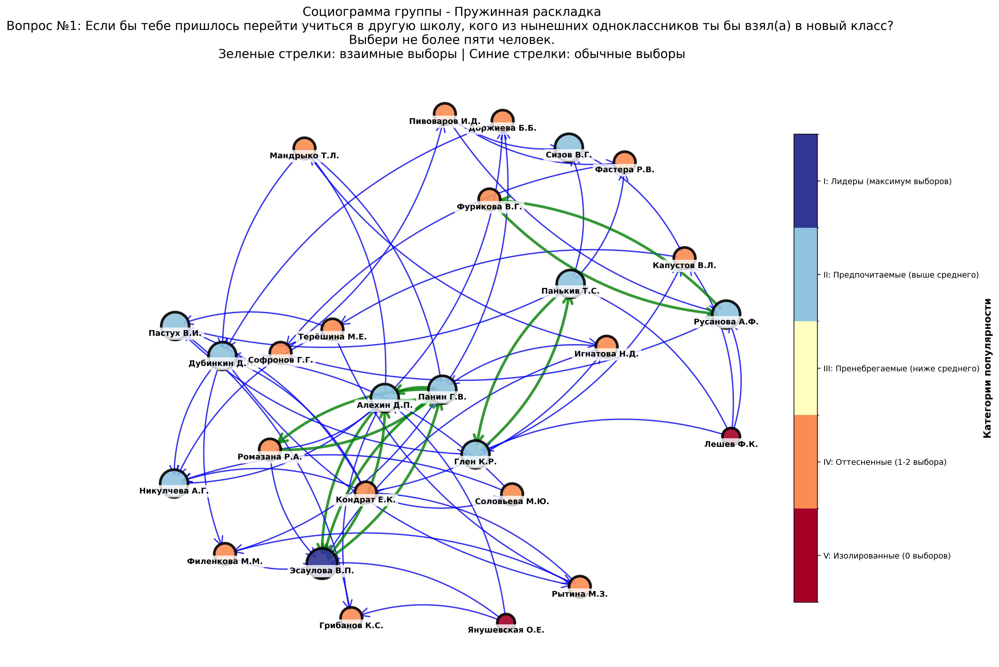 Социограмма группы - Пружинная раскладка
Вопрос №1: Если бы тебе пришлось перейти учиться в другую школу, кого из нынешних одноклассников ты бы взял(а) в новый класс?
Выбери не более пяти человек.
Зеленые стрелки: взаимные выборы | Синие стрелки: обычные выборы
Пивоваров И.Д.
Доржиева Б.Б.
Мандрыко Т.Л.
Сизов В.Г.
Фастера Р.В.
Фурикова В.Г.
Капустов В.Л.
Панькив Т.С.
Русанова А.Ф.
Пастух В.И.
Терёшина М.Е.
Игнатова Н.Д.
Софронов Г.Г.
Дубинкин Д.Н.
Панин Г.В.
Алехин Д.П.
Лешев Ф.К.
Ромазана Р.А.
Глен К.Р.
Никулчева А.Г.
Кондрат Е.К.
Соловьева М.Ю.
Филенкова М.М.
Эсаулова В.П.
Рытина М.З.
Грибанов К.С.
Янушевская О.Е.
I: Лидеры (максимум выборов)
II: Предпочитаемые (выше среднего)
III: Пренебрегаемые (ниже среднего)
IV: Оттесненные (1-2 выбора)
V: Изолированные (0 выборов)
Категории популярности